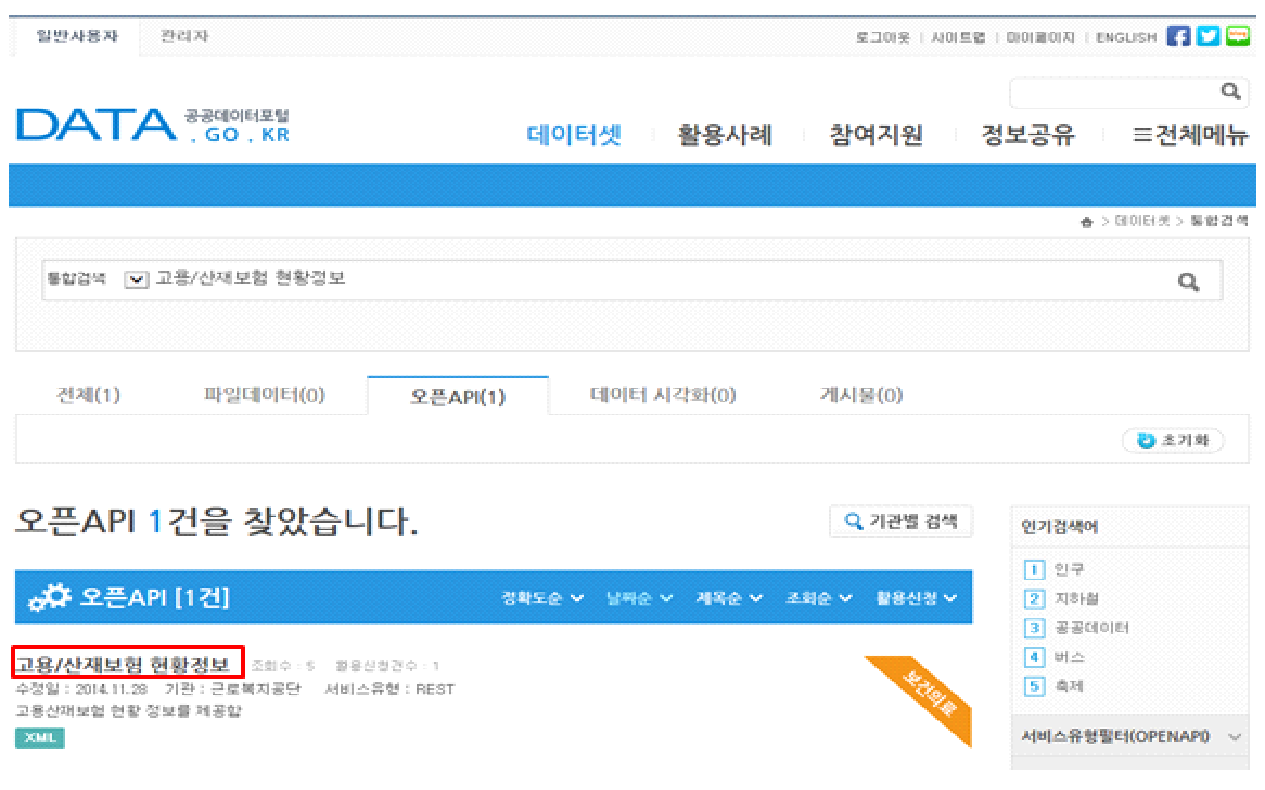 일반사용자 관리자 로그아웃 | 사이트맵 | 마이페이지 | ENGLISH
DATA 공공데이터포털
. GO . KR
데이터셋 활용사례 참여지원 정보공유 ☰전체메뉴
> 데이터셋 > 통합검색
통합검색 고용/산재보험 현황정보
전체(1) 파일데이터(0) 오픈API(1) 데이터 시각화(0) 게시물(0)
초기화
오픈API 1건을 찾았습니다.
기관별 검색
오픈API [1건] 정확도순 날짜순 제목순 조회순 활용신청
고용/산재보험 현황정보 조회수 : 5 활용신청건수 : 1
수정일 : 2014.11.28 기관 : 근로복지공단 서비스유형 : REST
고용산재보험 현황 정보를 제공함
XML
보건의료
인기검색어
1 인구
2 지하철
3 공공데이터
4 버스
5 축제
서비스유형필터(OPENAPI)